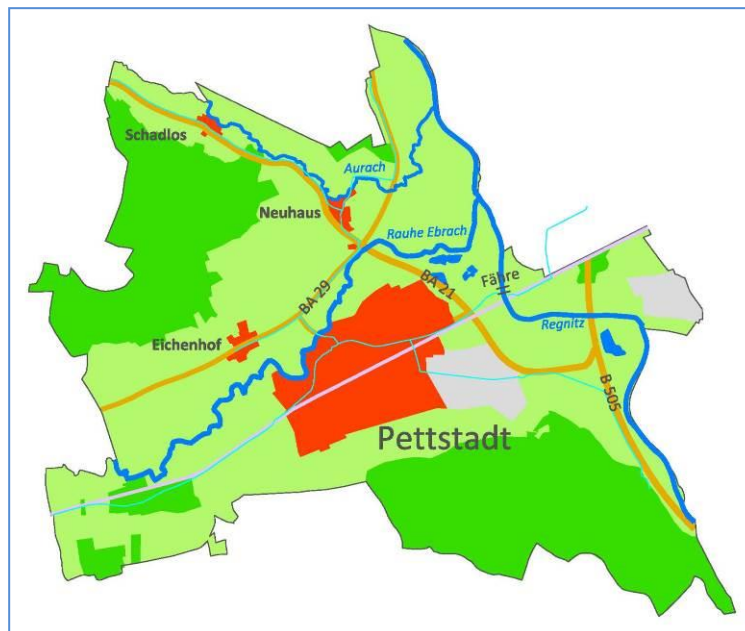 Schadlos
Aurach
Neuhaus
Rauhe Ebrach
BA 21
Fähre
BA 29
Regnitz
Eichenhof
B 505
Pettstadt